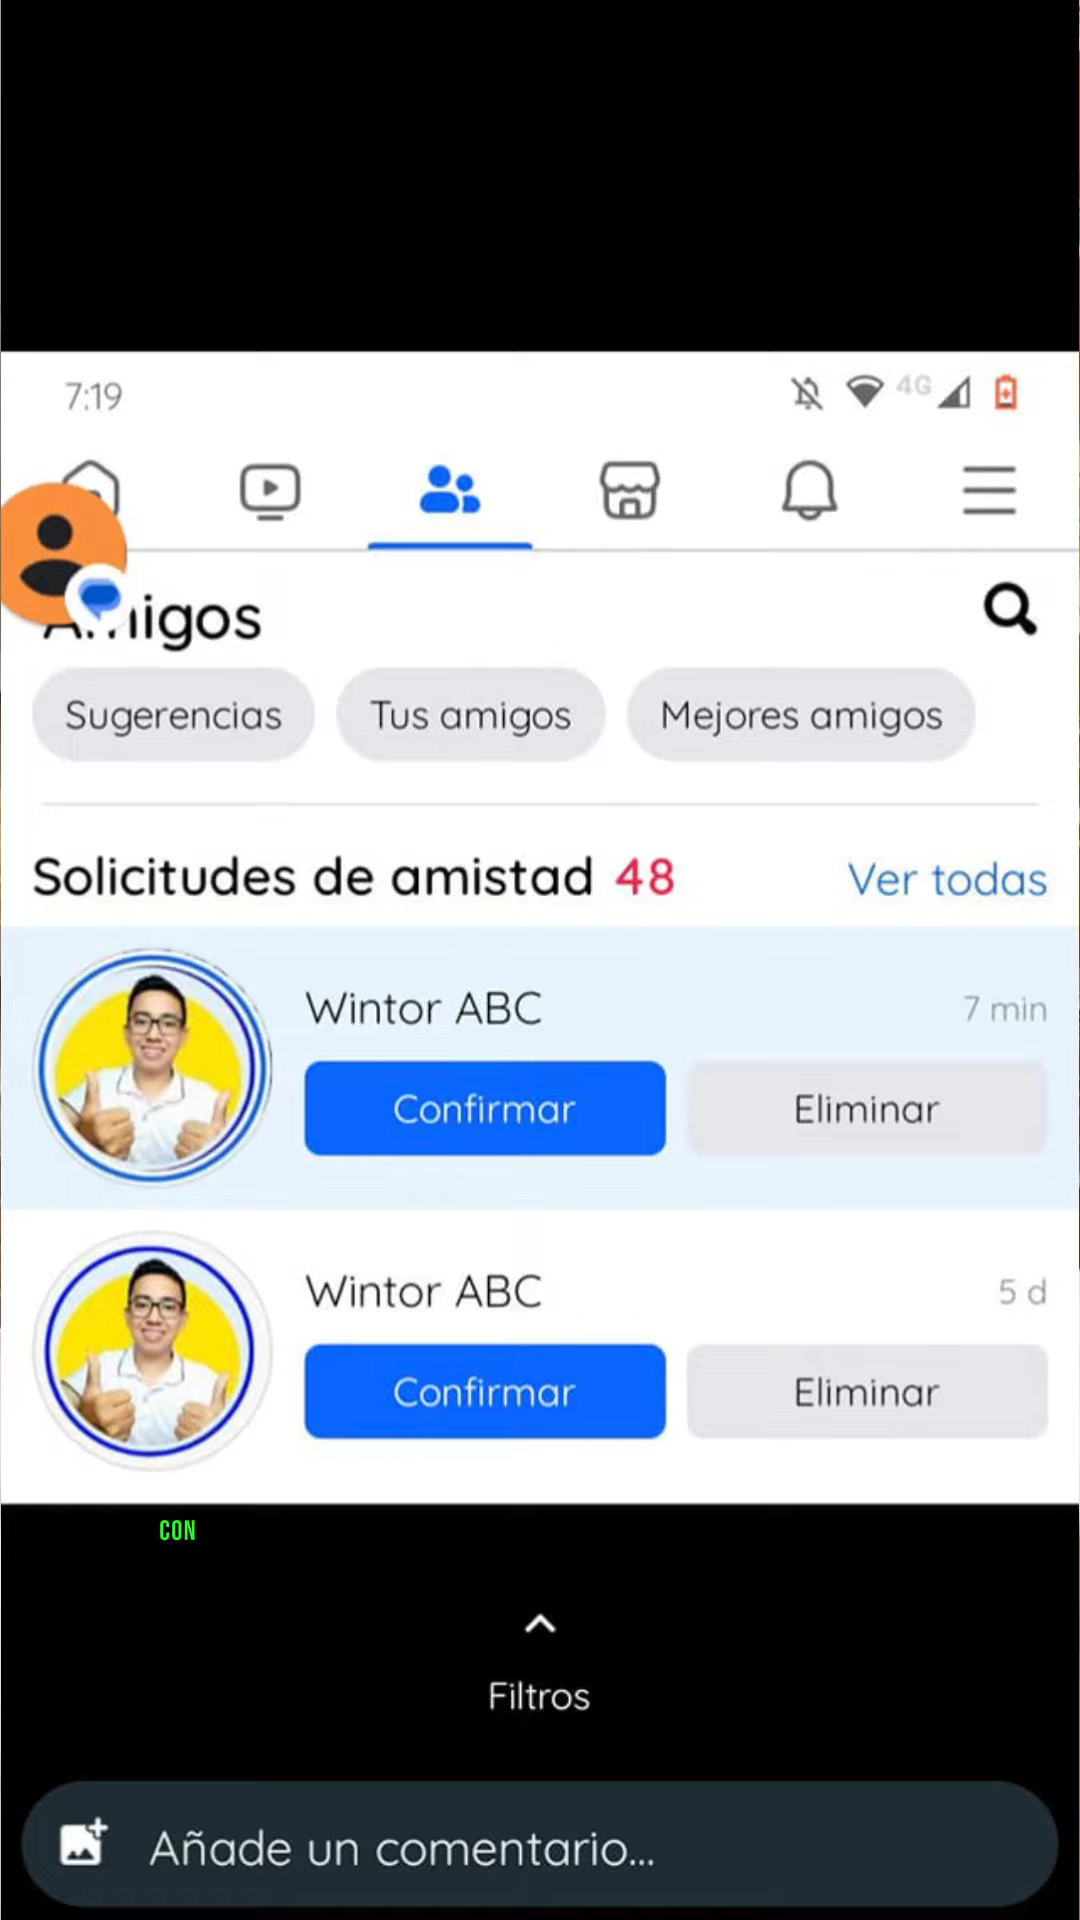 7:19
4G
Amigos
Sugerencias
Tus amigos
Mejores amigos
Solicitudes de amistad 48
Ver todas
Wintor ABC
7 min
Confirmar
Eliminar
Wintor ABC
5 d
Confirmar
Eliminar
CON
Filtros
Añade un comentario...